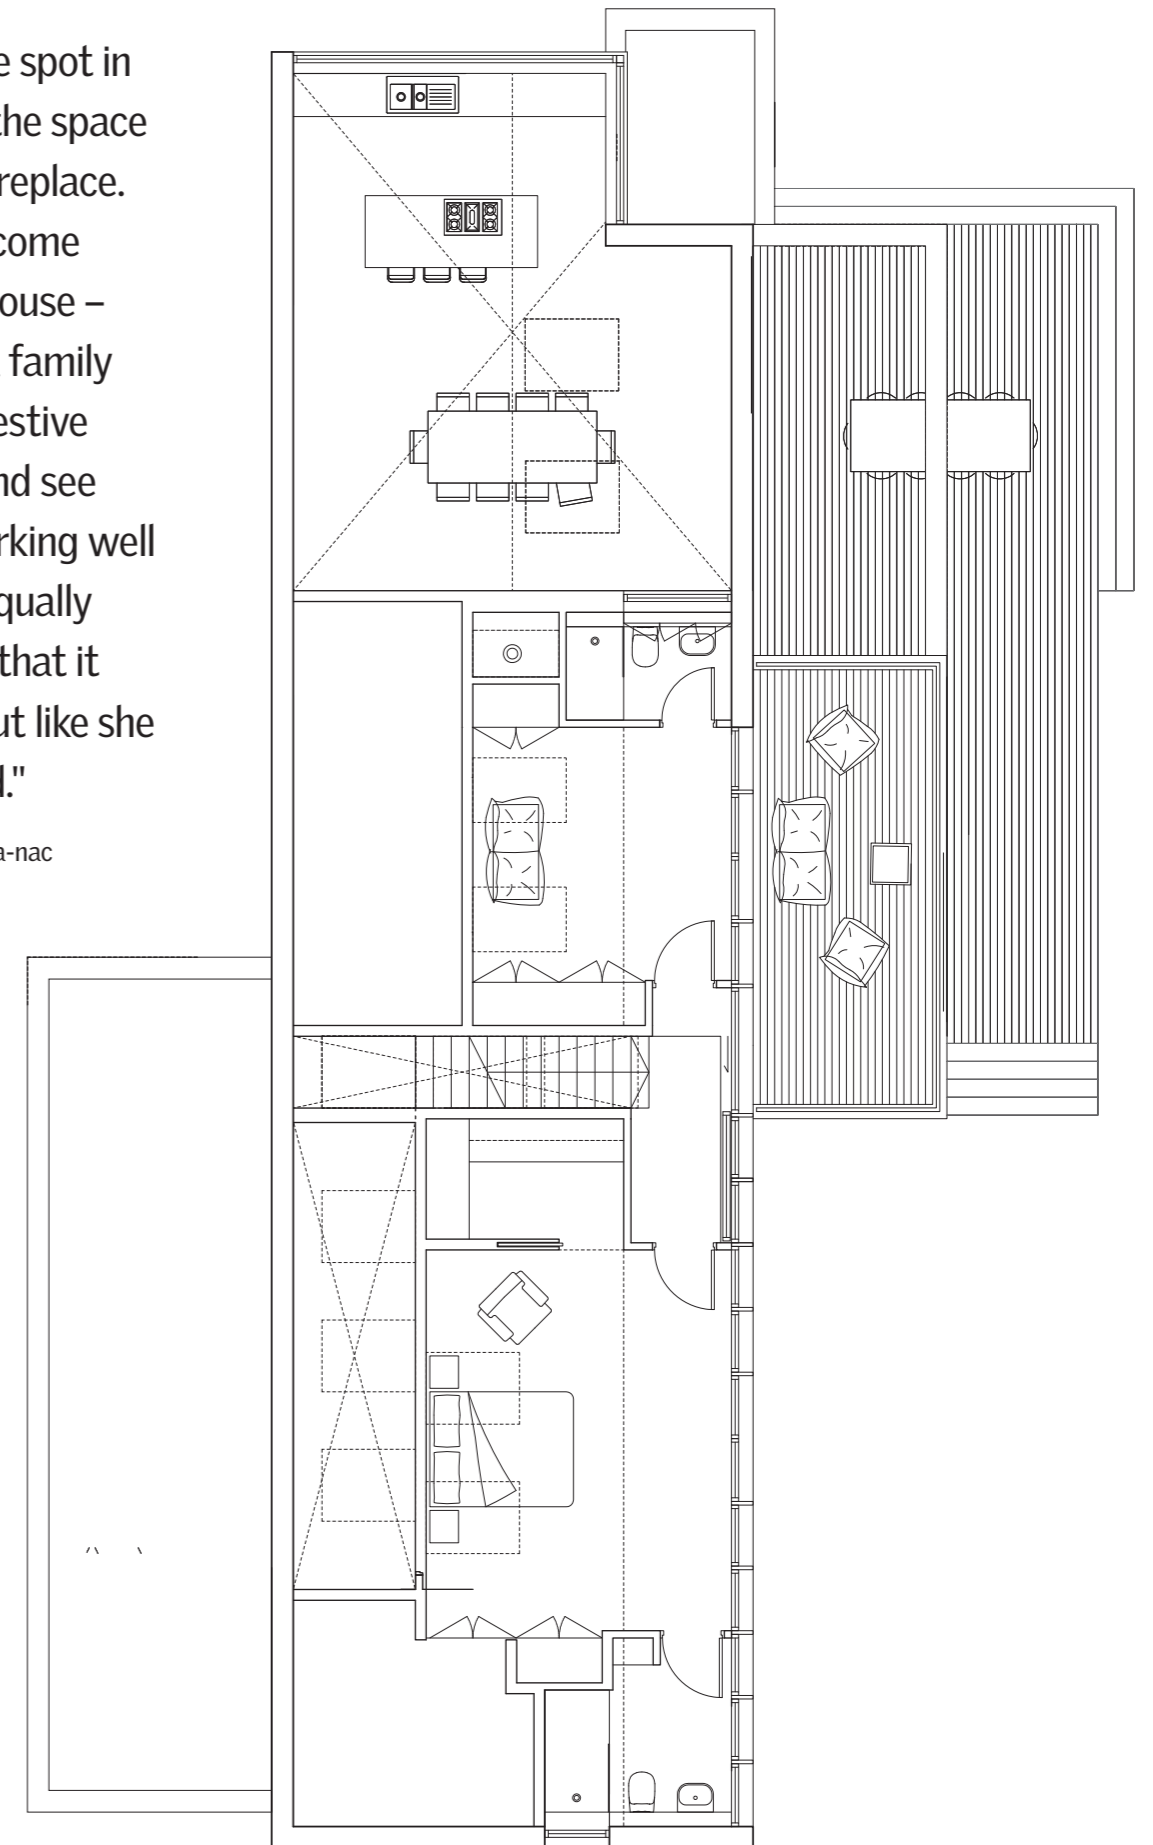 e spot in
the space
replace.
come
ouse –
family
estive
nd see
rking well
qually
that it
ut like she
."
a-nac